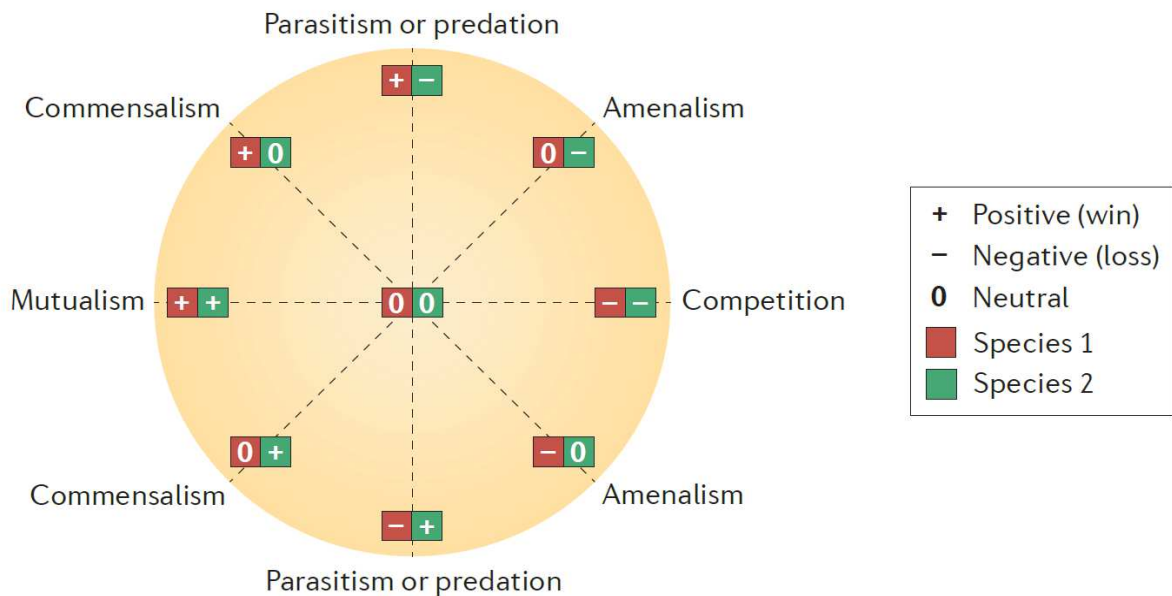 Parasitism or predation
+ −
Commensalism
Amenalism
+ 0
0 −
Mutualism
+ +
0 0
− −
Competition
0 +
− 0
Commensalism
Amenalism
− +
Parasitism or predation
+ Positive (win)
− Negative (loss)
0 Neutral
Species 1
Species 2